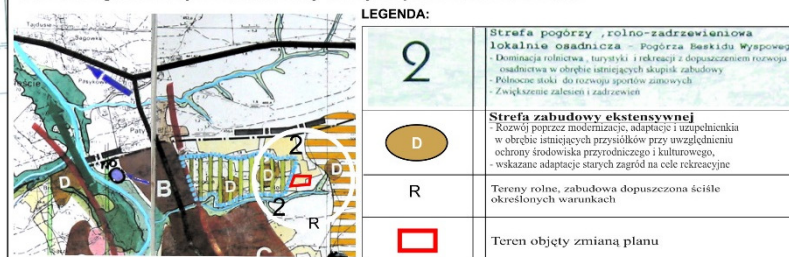 LEGENDA:
2
Strefa pogórzy , rolno-zadrzewieniowa
lokalnie osadnicza - Pogórza Beskidu Wyspoweg
- Dominacja rolnictwa , turystyki i rekreacji z dopuszczeniem rozwoju
osadnictwa w obrębie istniejących skupisk zabudowy
- Północne stoki do rozwoju sportów zimowych
- Zwiększenie zalesień i zadrzewień
D
Strefa zabudowy ekstensywnej
- Rozwój poprzez modernizacje, adaptacje i uzupełnienkia
w obrębie istniejących przysiółków przy uwzględnieniu
ochrony środowiska przyrodniczego i kulturowego,
- wskazane adaptacje starych zagród na cele rekreacyjne
R
Tereny rolne, zabudowa dopuszczona ściśle
określonych warunkach
Teren objęty zmianą planu
D
B
D
D
D
2
2
R
C